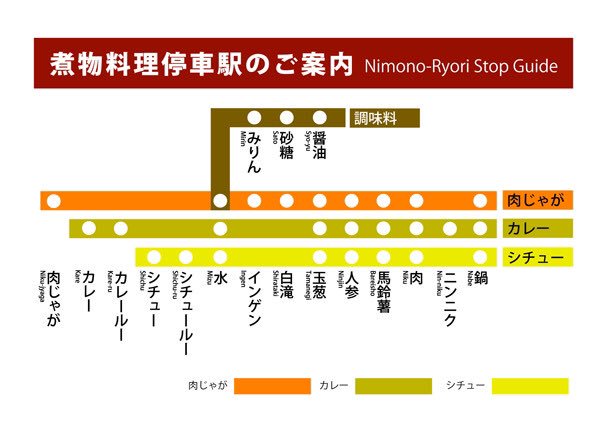 煮物料理停車駅のご案内 Nimono-Ryori Stop Guide
調味料
みりん
Mirin
砂糖
Sato
醤油
Syo-yu
肉じゃが
カレー
シチュー
肉じゃが
Niku-jyaga
カレー
Kare
カレールー
Kare-ru
シチュー
Shichu
シチュールー
Shichu-ru
水
Mizu
インゲン
Ingen
白滝
Shirataki
玉葱
Tamanegi
人参
Ninjin
馬鈴薯
Bareisho
肉
Niku
ニンニク
Nin-niku
鍋
Nabe
肉じゃが カレー シチュー